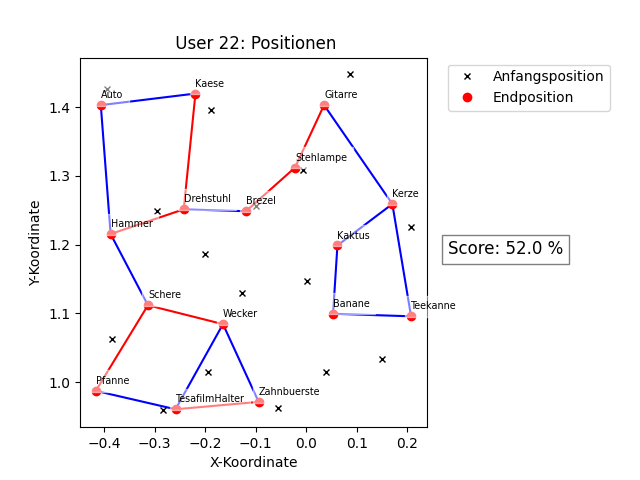 User 22: Positionen
Anfangsposition
Endposition
Score: 52.0 %
Y-Koordinate
1.4
1.3
1.2
1.1
1.0
Auto
Kaese
Gitarre
Stehlampe
Kerze
Drehstuhl
Brezel
Hammer
Kaktus
Schere
Wecker
Banane
Teekanne
Pfanne
TesafilmHalter
Zahnbuerste
−0.4
−0.3
−0.2
−0.1
0.0
0.1
0.2
X-Koordinate